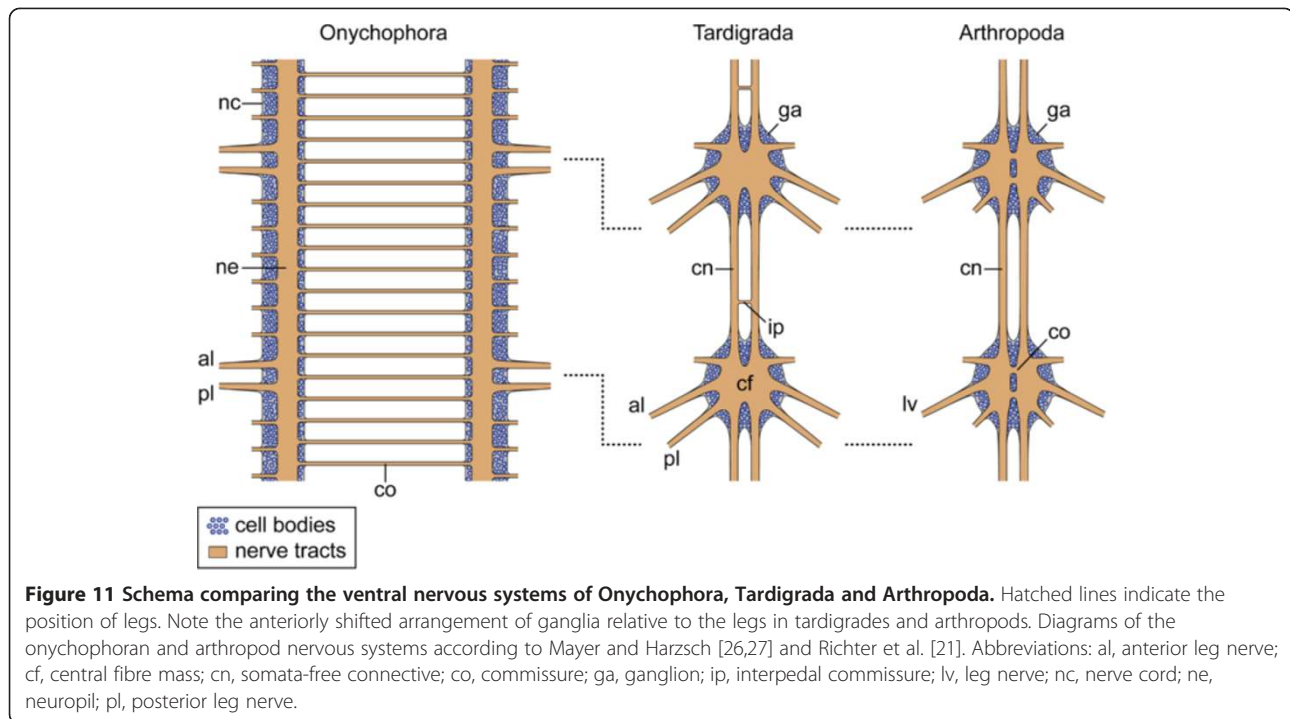 Onychophora
Tardigrada
Arthropoda
nc
ga
ga
ne
cn
cn
ip
co
al
pl
cf
al
pl
lv
co
cell bodies
nerve tracts
Figure 11 Schema comparing the ventral nervous systems of Onychophora, Tardigrada and Arthropoda. Hatched lines indicate the
position of legs. Note the anteriorly shifted arrangement of ganglia relative to the legs in tardigrades and arthropods. Diagrams of the
onychophoran and arthropod nervous systems according to Mayer and Harzsch [26,27] and Richter et al. [21]. Abbreviations: al, anterior leg nerve;
cf, central fibre mass; cn, somata-free connective; co, commissure; ga, ganglion; ip, interpedal commissure; lv, leg nerve; nc, nerve cord; ne,
neuropil; pl, posterior leg nerve.